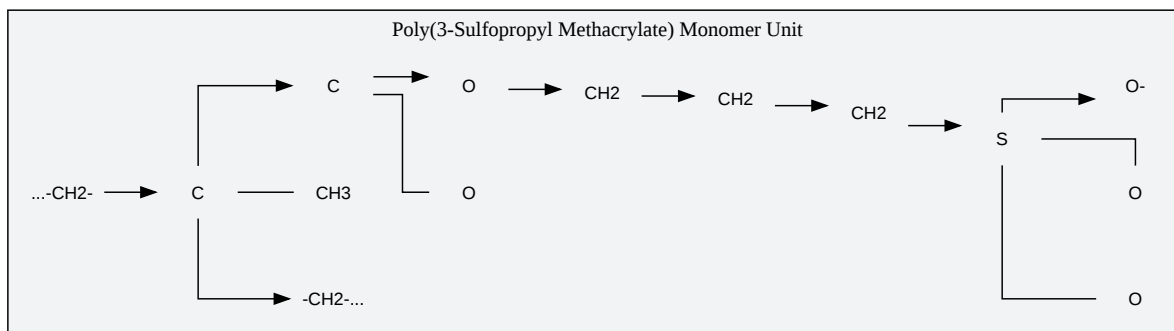 Poly(3-Sulfopropyl Methacrylate) Monomer Unit
C
O
CH2
CH2
CH2
O-
S
...-CH2-
C
CH3
O
O
-CH2-...
O